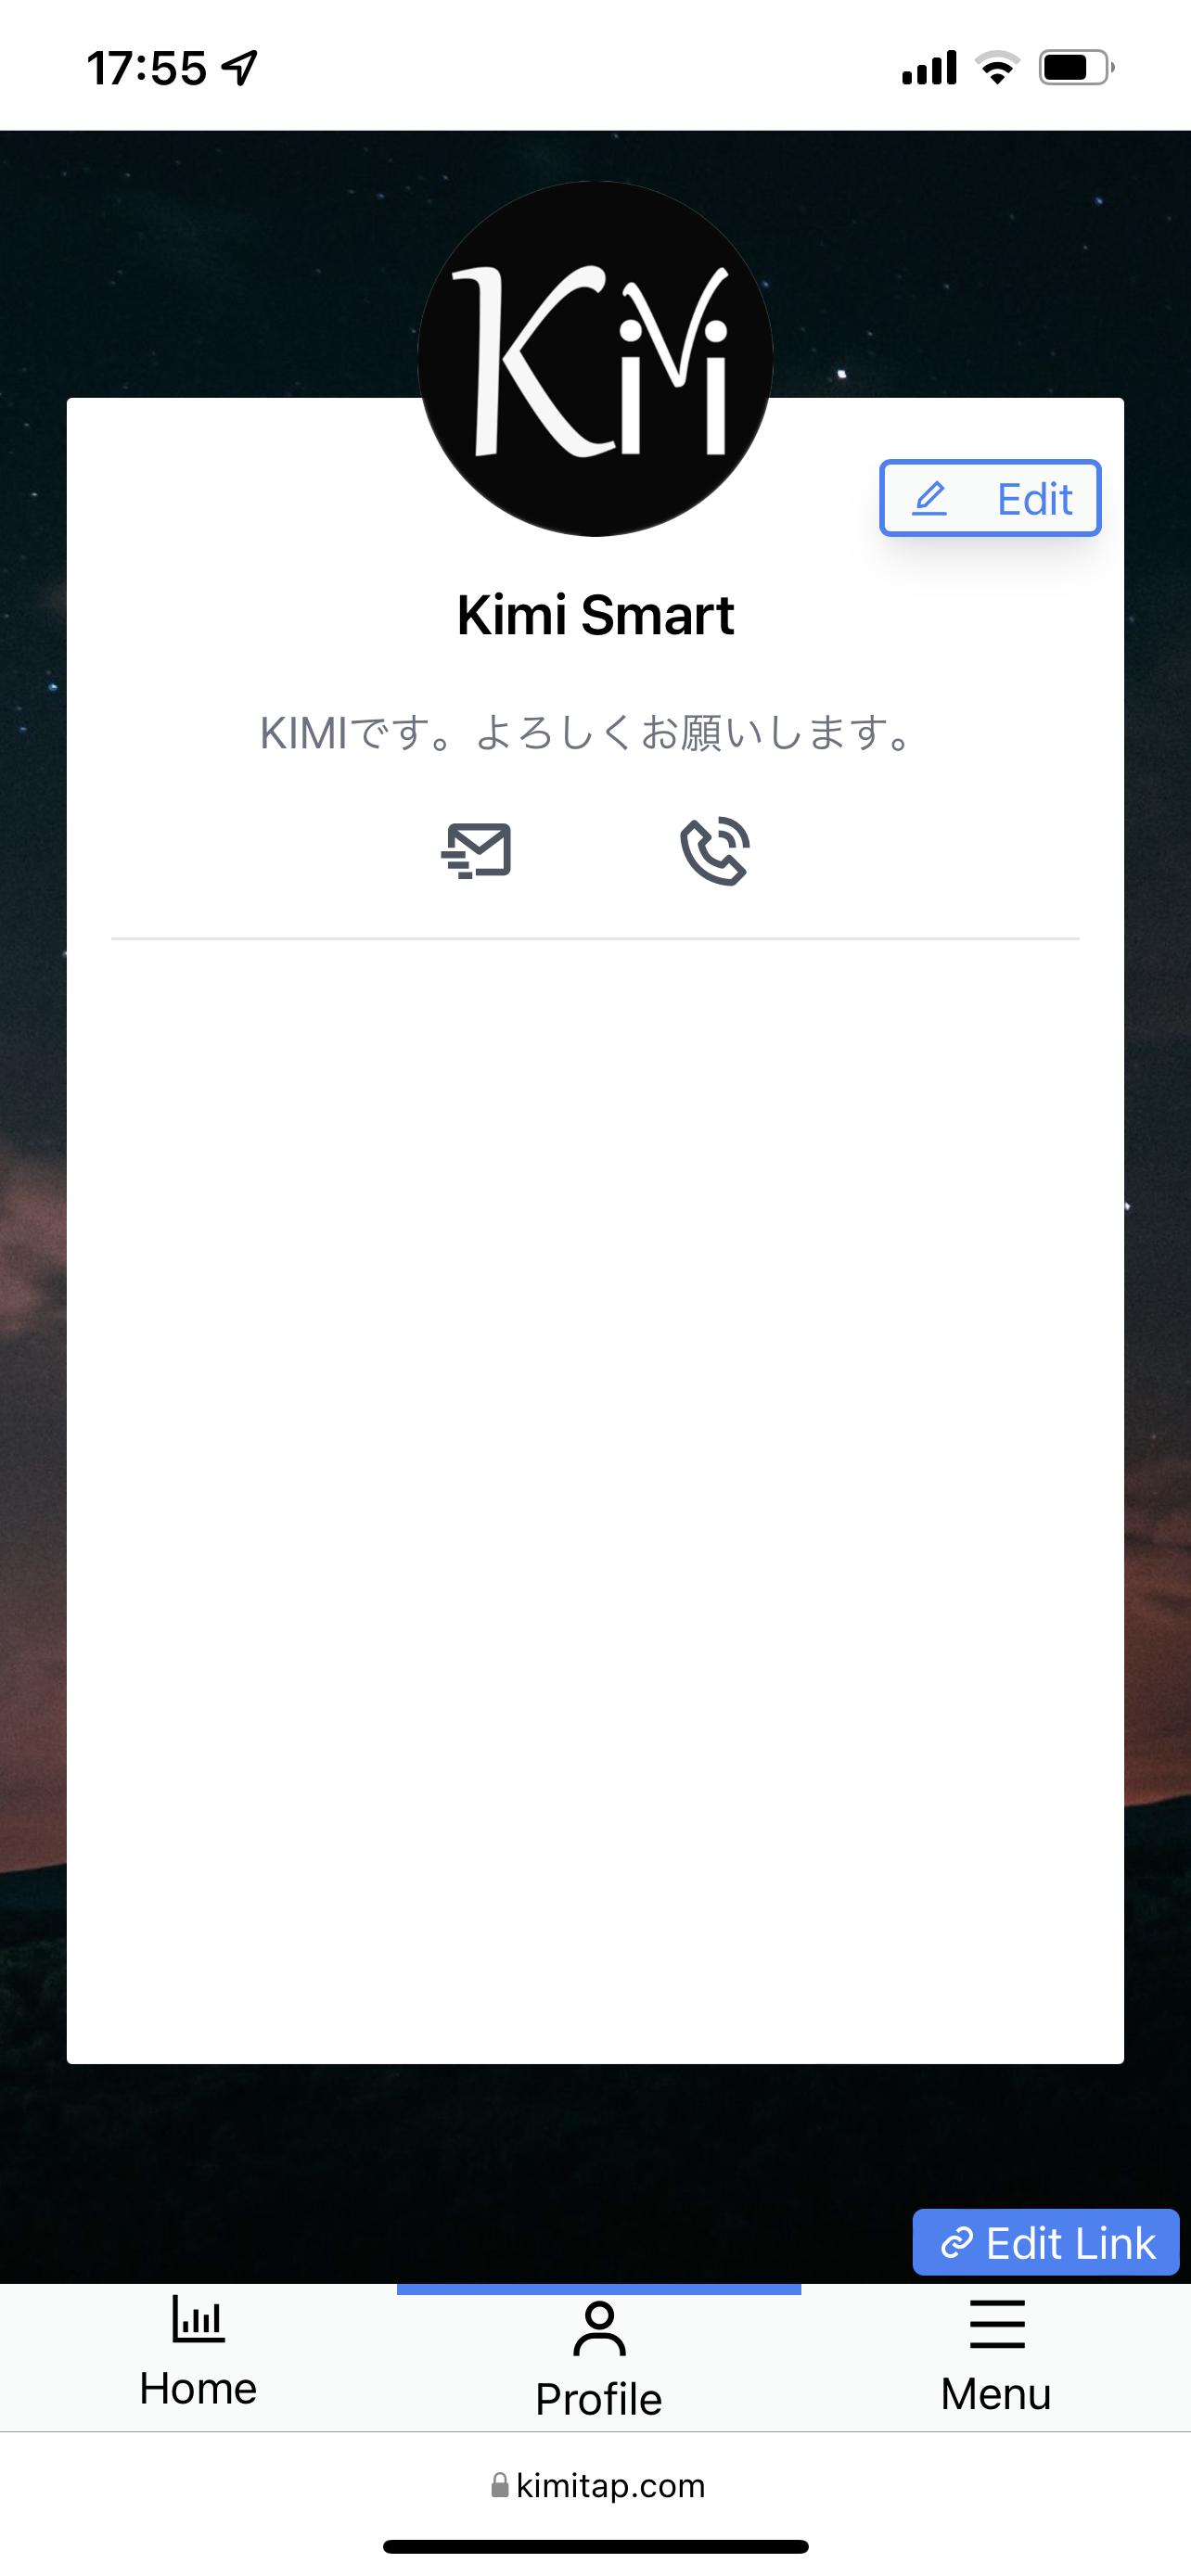 17:55
KiMi
Edit
Kimi Smart
KIMIです。よろしくお願いします。
Edit Link
Home
Profile
Menu
kimitap.com